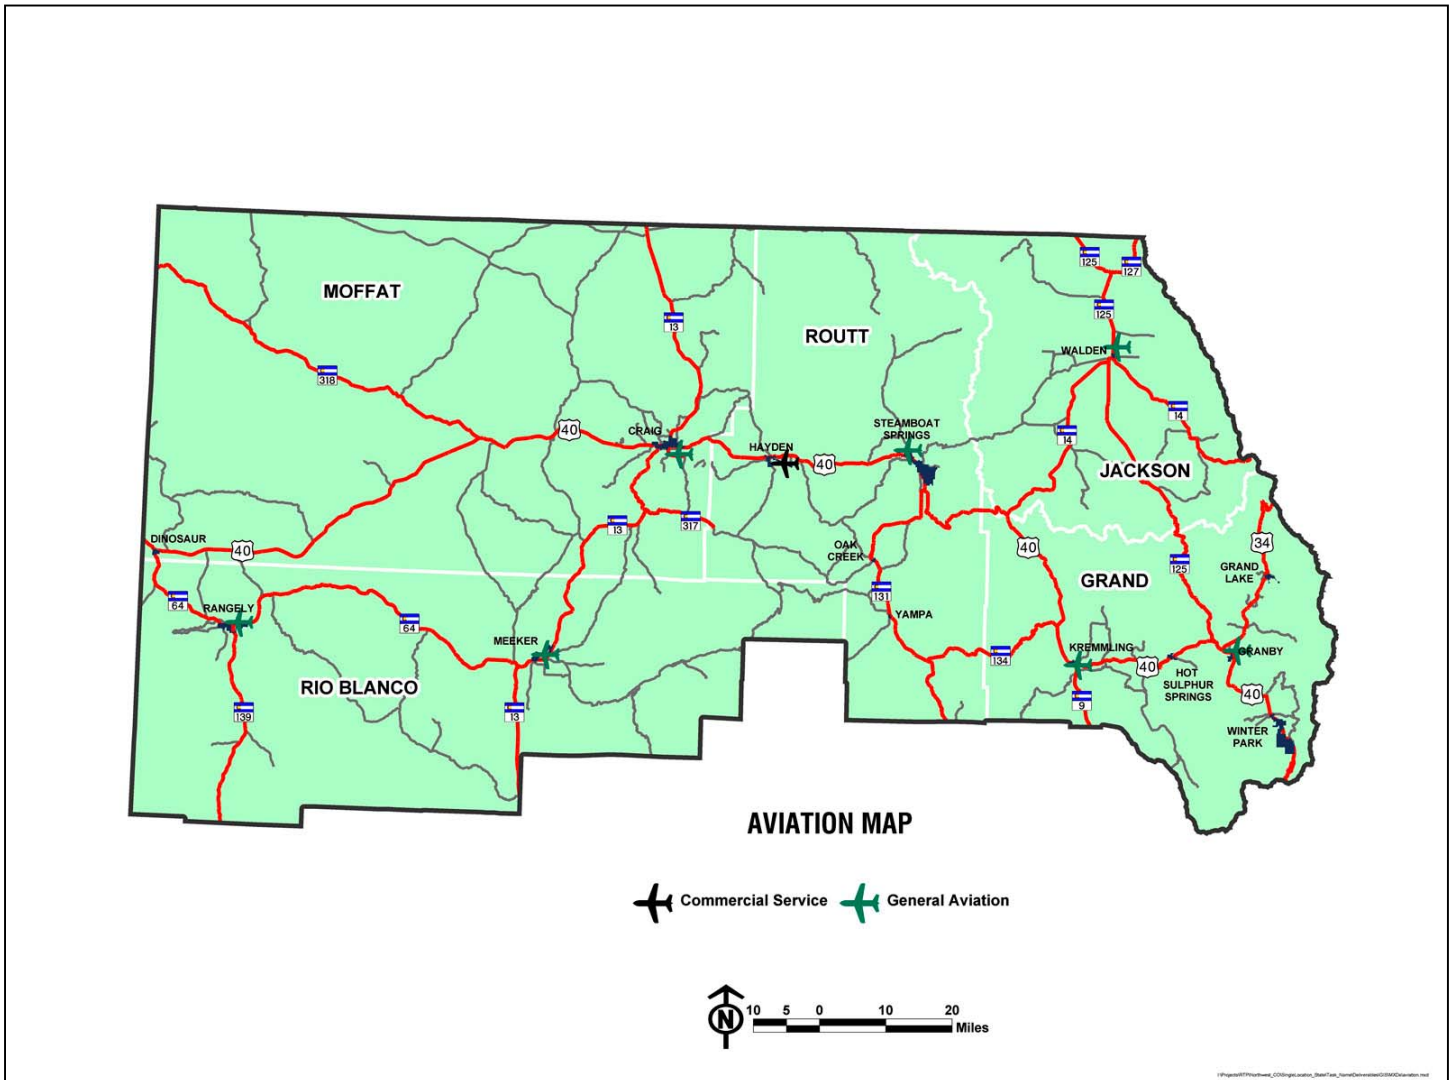 125
127
MOFFAT
125
13
ROUTT
WALDEN
318
14
STEAMBOAT
SPRINGS
40
CRAIG
14
HAYDEN
40
JACKSON
13
317
DINOSAUR
40
OAK
CREEK
40
34
125
GRAND
LAKE
GRAND
131
64
RANGELY
YAMPA
64
MEEKER
KREMMLING
134
40
GRANBY
HOT
SULPHUR
SPRINGS
RIO BLANCO
40
139
13
9
WINTER
PARK
AVIATION MAP
Commercial Service
General Aviation
N
10 5 0 10 20
Miles